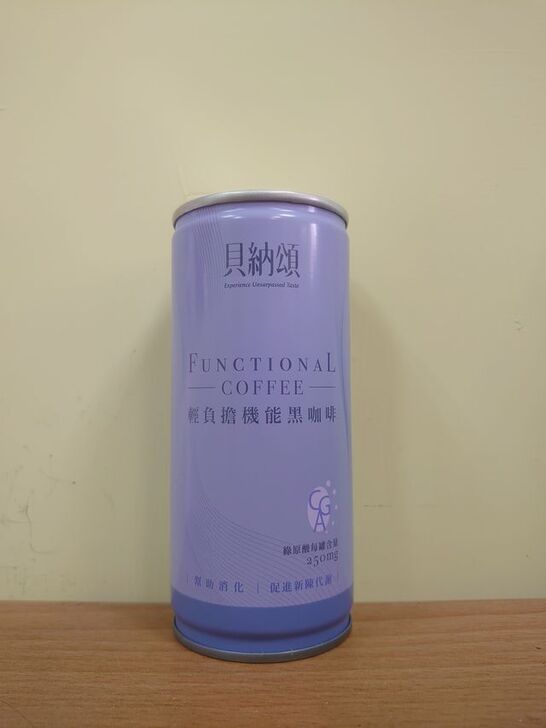 貝納頌
Experience Unsurpassed Taste
FUNCTIONAL
COFFEE
輕負擔機能黑咖啡
CGA
綠原酸每罐含量
250mg
| 幫助消化 | 促進新陳代謝 |